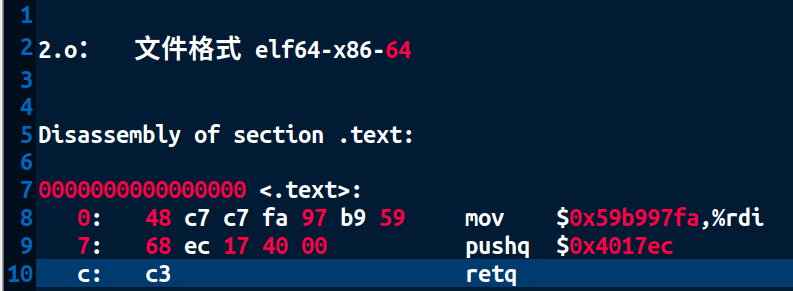 1
2 2.o：   文件格式 elf64-x86-64
3
4
5 Disassembly of section .text:
6
7 0000000000000000 <.text>:
8    0:   48 c7 c7 fa 97 b9 59    mov    $0x59b997fa,%rdi
9    7:   68 ec 17 40 00          pushq  $0x4017ec
10    c:   c3                      retq